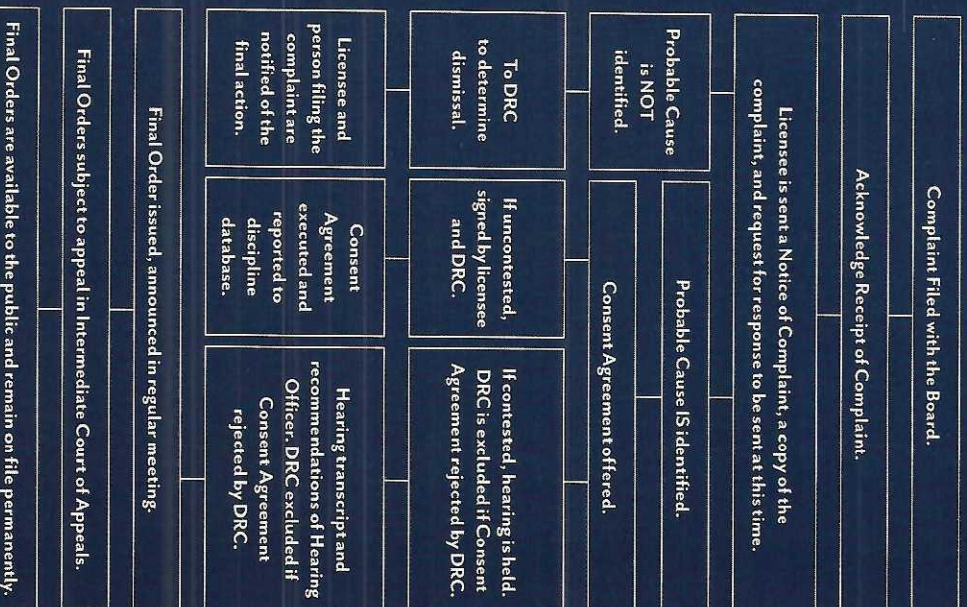 Complaint Filed with the Board.
Acknowledge Receipt of Complaint.
Licensee is sent a Notice of Complaint, a copy of the
complaint, and request for response to be sent at this time.
Probable Cause
is NOT
identified.
Probable Cause IS identified.
Consent Agreement offered.
To DRC
to determine
dismissal.
If uncontested,
signed by licensee
and DRC.
If contested, hearing is held.
DRC is excluded if Consent
Agreement rejected by DRC.
Licensee and
person filing the
complaint are
notified of the
final action.
Consent
Agreement
executed and
reported to
discipline
database.
Hearing transcript and
recommendations of Hearing
Officer. DRC excluded if
Consent Agreement
rejected by DRC.
Final Order issued, announced in regular meeting.
Final Orders subject to appeal in Intermediate Court of Appeals.
Final Orders are available to the public and remain on file permanently.